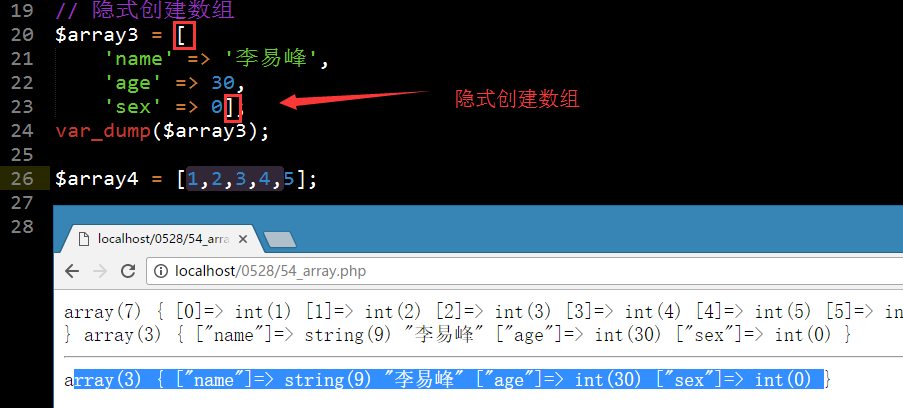 19 // 隐式创建数组
20 $array3 = [
21 'name' => '李易峰',
22 'age' => 30,
23 'sex' => 0];
隐式创建数组
24 var_dump($array3);
25
26 $array4 = [1,2,3,4,5];
27
28
localhost/0528/54_arra
localhost/0528/54_array.php
array(7) { [0]=> int(1) [1]=> int(2) [2]=> int(3) [3]=> int(4) [4]=> int(5) [5]=> in
} array(3) { ["name"]=> string(9) "李易峰" ["age"]=> int(30) ["sex"]=> int(0) }
array(3) { ["name"]=> string(9) "李易峰" ["age"]=> int(30) ["sex"]=> int(0) }